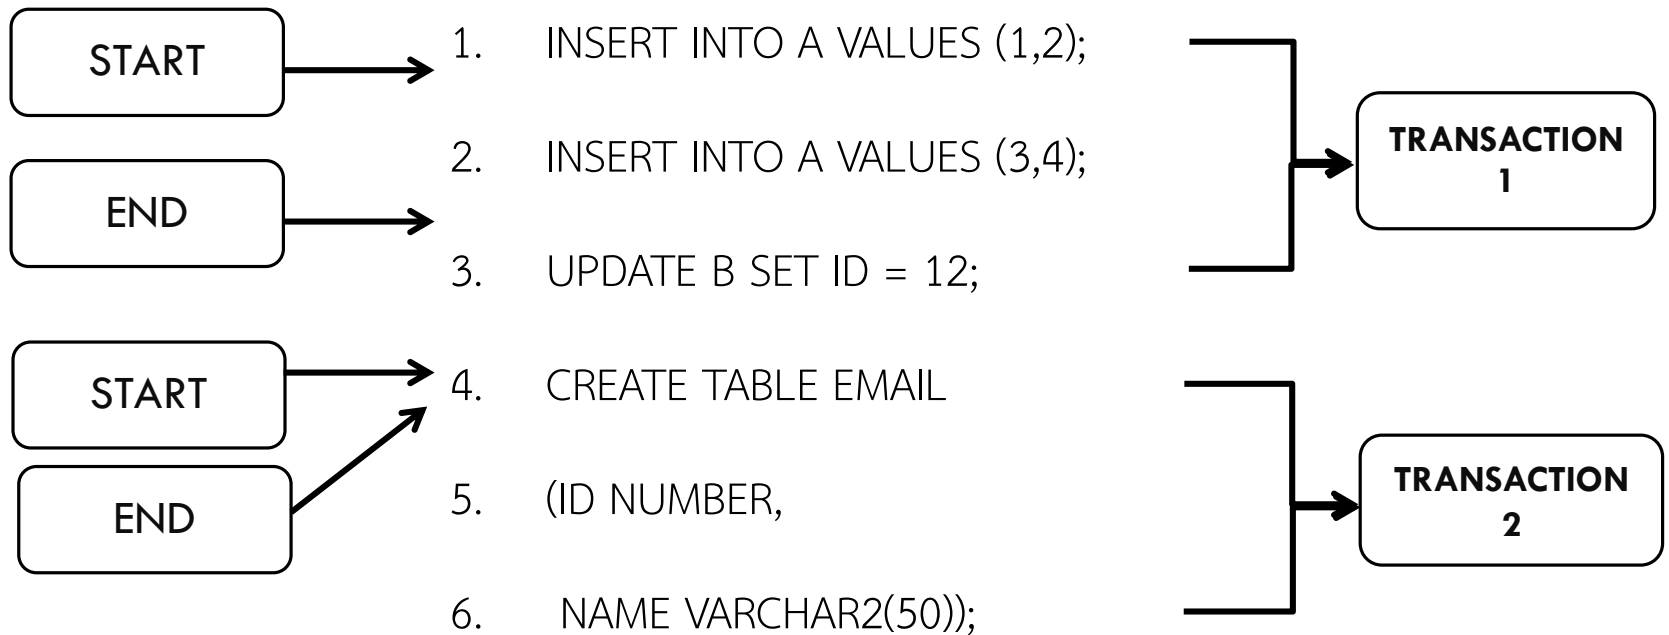 START
1. INSERT INTO A VALUES (1,2);
2. INSERT INTO A VALUES (3,4);
END
3. UPDATE B SET ID = 12;
TRANSACTION
1
START
4. CREATE TABLE EMAIL
END
5. (ID NUMBER,
6. NAME VARCHAR2(50));
TRANSACTION
2